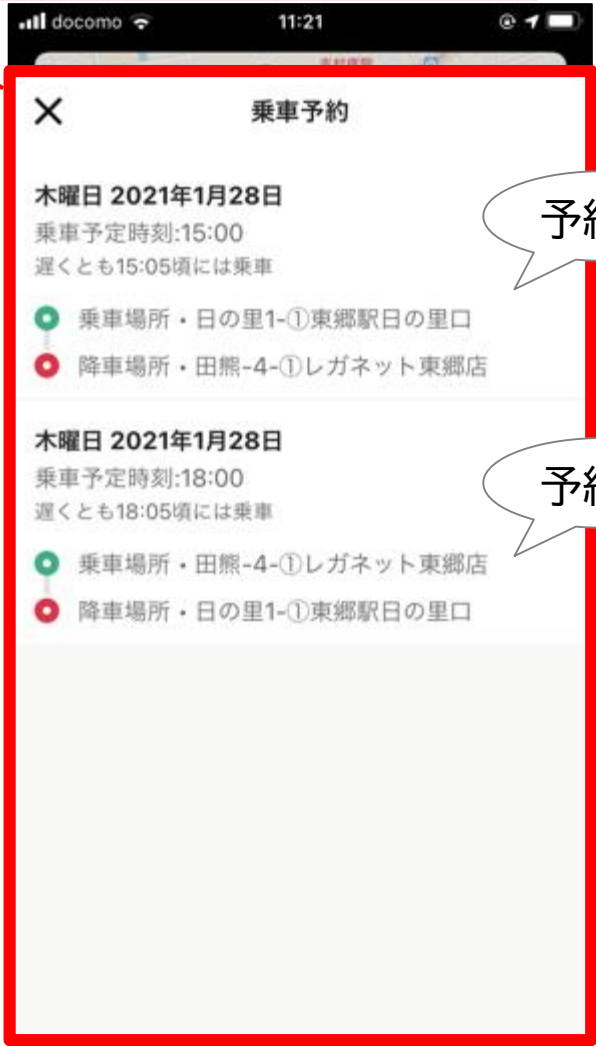 docomo 11:21
乗車予約
木曜日 2021年1月28日
乗車予定時刻:15:00
遅くとも15:05頃には乗車
乗車場所・日の里1-①東郷駅日の里口
降車場所・田熊-4-①レガネット東郷店
予約
木曜日 2021年1月28日
乗車予定時刻:18:00
遅くとも18:05頃には乗車
乗車場所・田熊-4-①レガネット東郷店
降車場所・日の里1-①東郷駅日の里口
予約